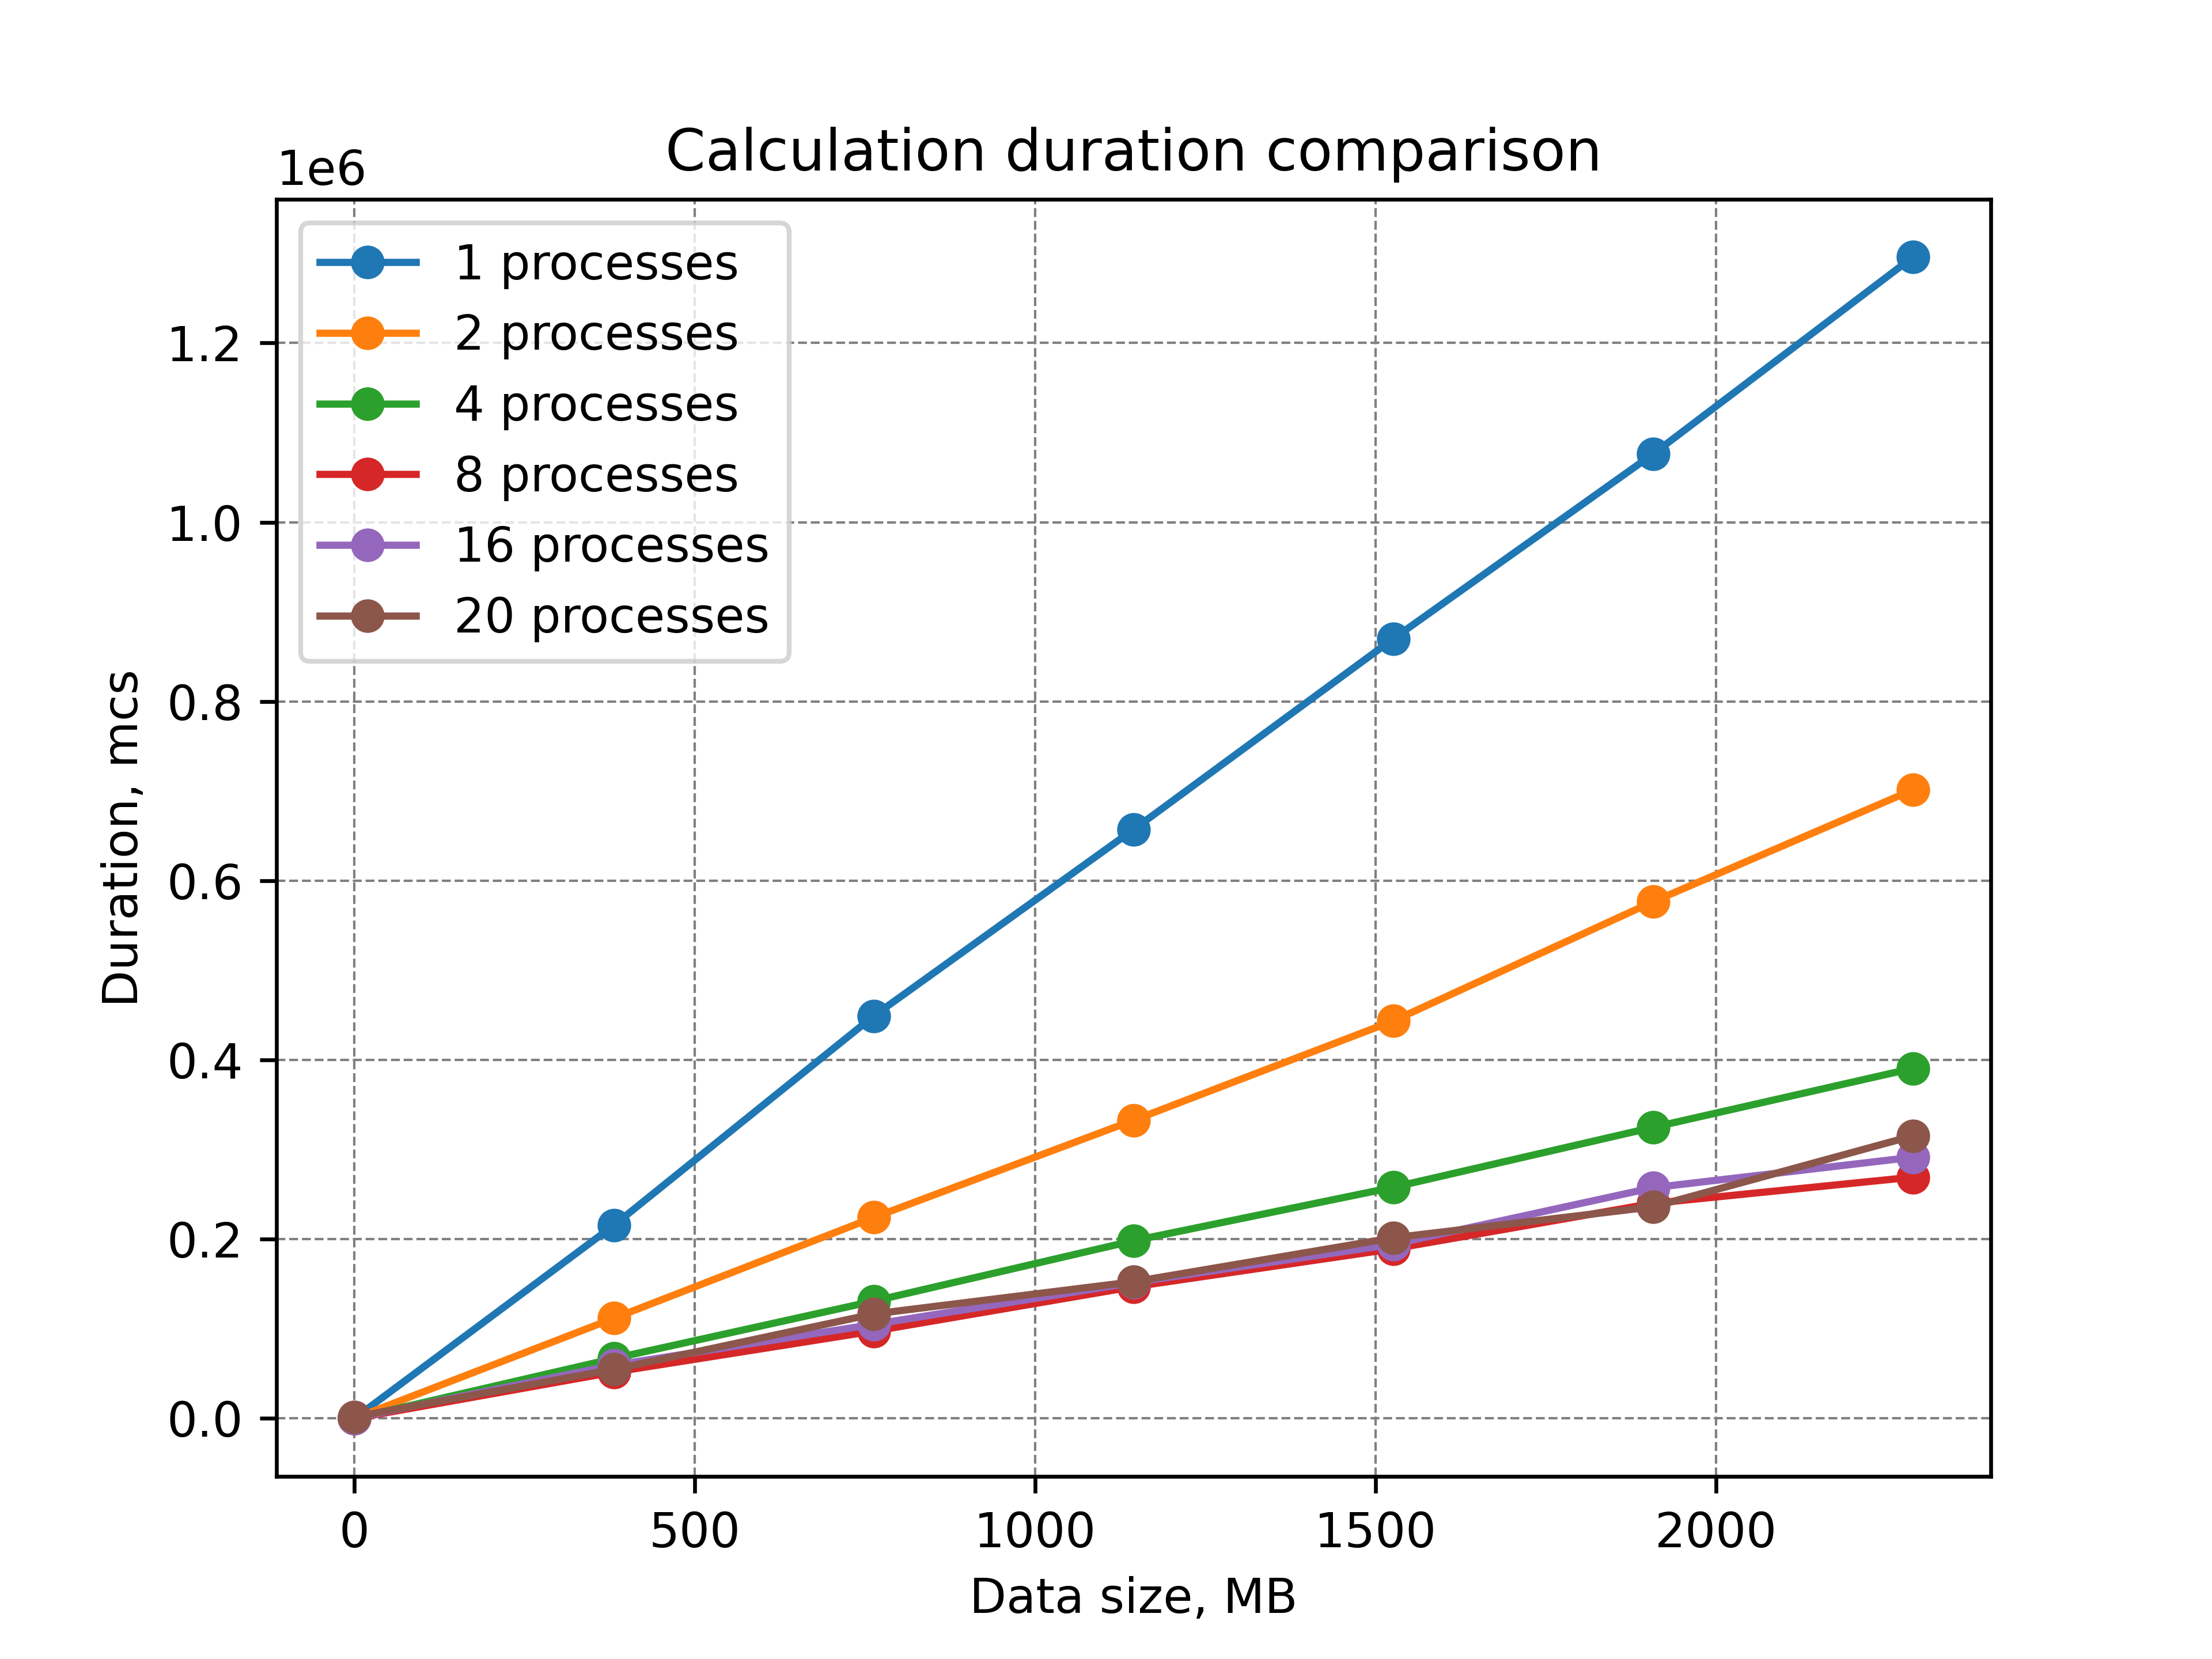 Calculation duration comparison
1e6
1 processes
2 processes
4 processes
8 processes
16 processes
20 processes
1.2
1.0
0.8
0.6
0.4
0.2
0.0
Duration, mcs
0 500 1000 1500 2000
Data size, MB